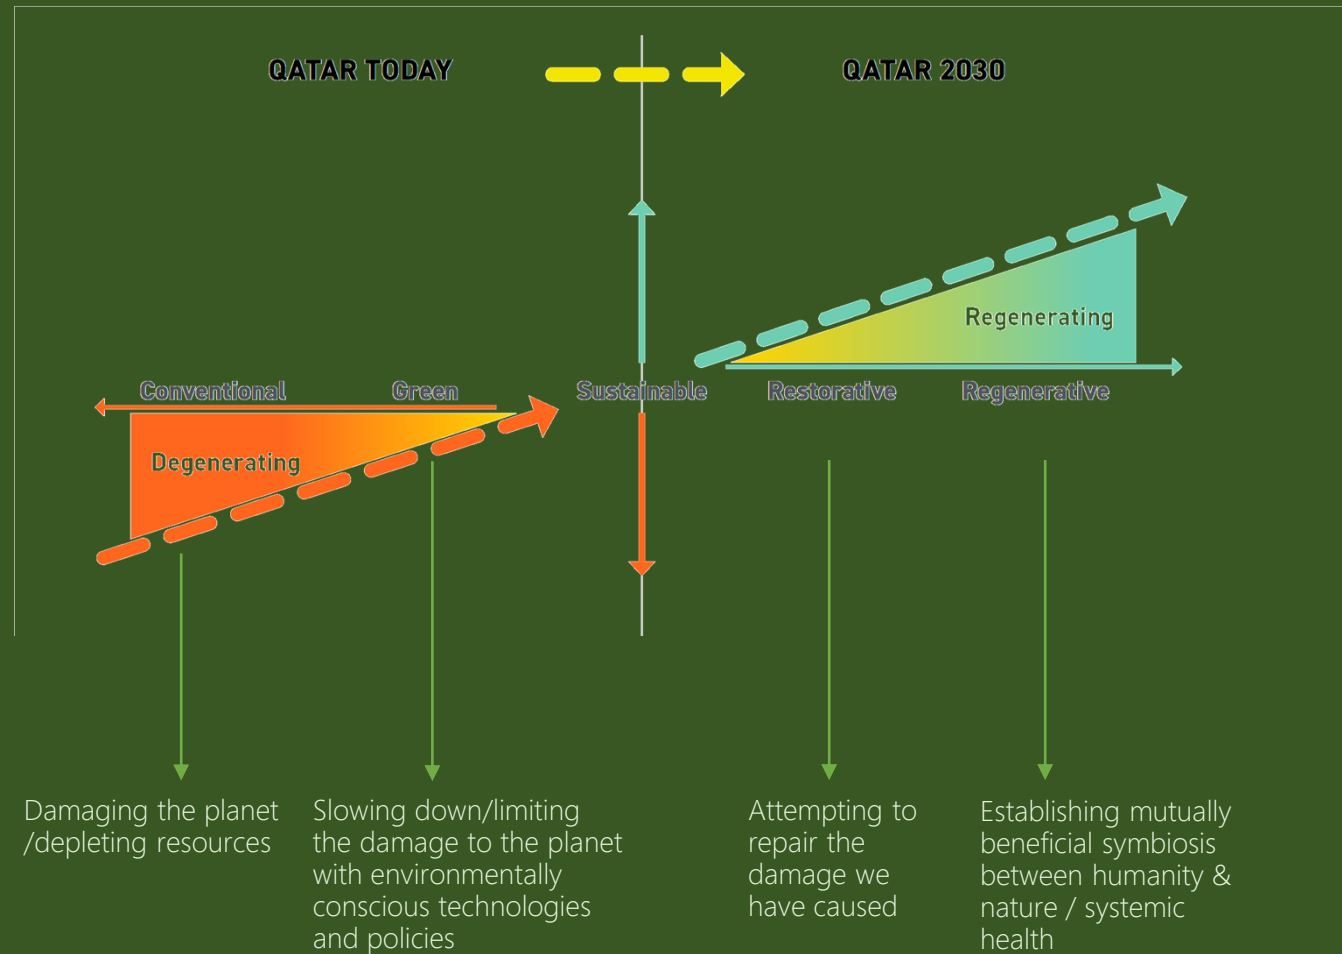 QATAR TODAY
QATAR 2030
Regenerating
Conventional
Green
Sustainable
Restorative
Regenerative
Degenerating
Damaging the planet
/depleting resources
Slowing down/limiting
the damage to the planet
with environmentally
conscious technologies
and policies
Attempting to
repair the
damage we
have caused
Establishing mutually
beneficial symbiosis
between humanity &
nature / systemic
health